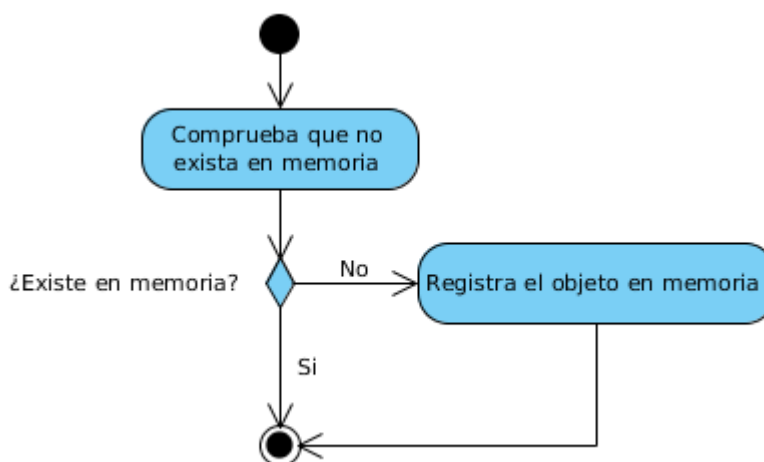 Comprueba que no
exista en memoria
¿Existe en memoria?
No
Registra el objeto en memoria
Si